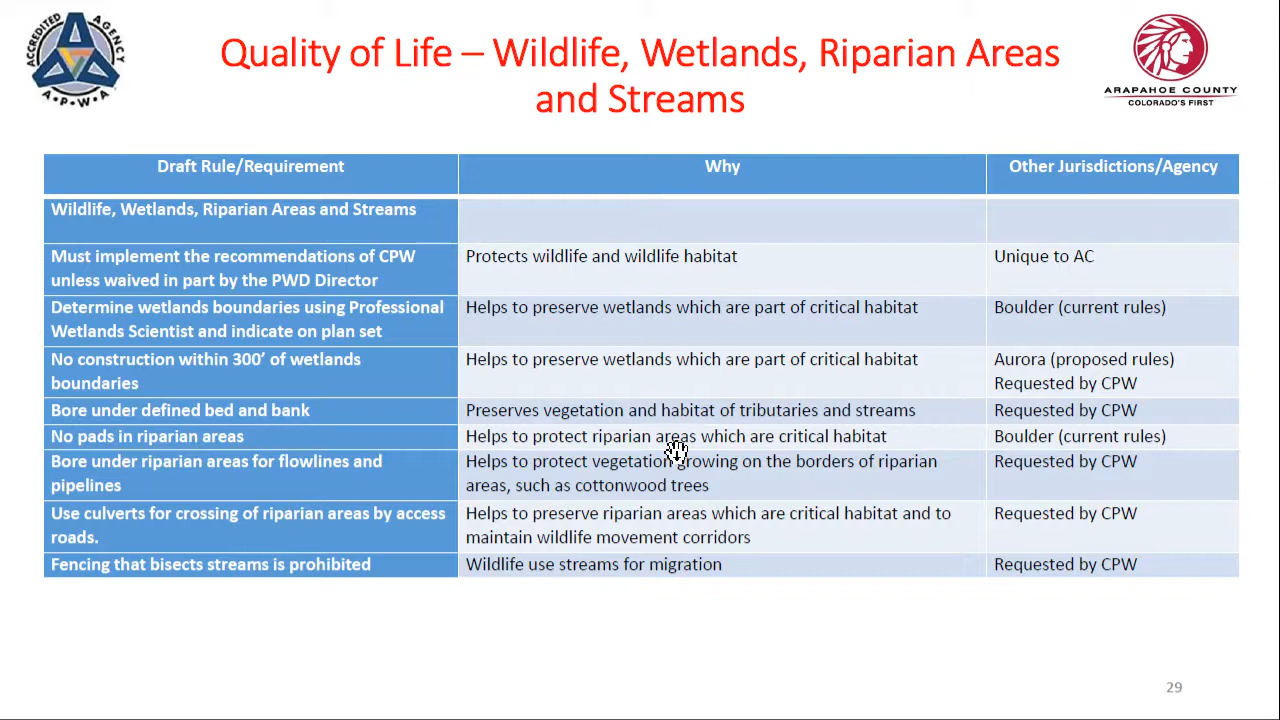 ACCREDITED AGENCY
A•P•W•A
Quality of Life – Wildlife, Wetlands, Riparian Areas
and Streams
ARAPAHOE COUNTY
COLORADO'S FIRST
Draft Rule/Requirement
Why
Other Jurisdictions/Agency
Wildlife, Wetlands, Riparian Areas and Streams
Must implement the recommendations of CPW
unless waived in part by the PWD Director
Protects wildlife and wildlife habitat
Unique to AC
Determine wetlands boundaries using Professional
Wetlands Scientist and indicate on plan set
Helps to preserve wetlands which are part of critical habitat
Boulder (current rules)
No construction within 300’ of wetlands
boundaries
Helps to preserve wetlands which are part of critical habitat
Aurora (proposed rules)
Requested by CPW
Bore under defined bed and bank
Preserves vegetation and habitat of tributaries and streams
Requested by CPW
No pads in riparian areas
Helps to protect riparian areas which are critical habitat
Boulder (current rules)
Bore under riparian areas for flowlines and
pipelines
Helps to protect vegetation growing on the borders of riparian
areas, such as cottonwood trees
Requested by CPW
Use culverts for crossing of riparian areas by access
roads.
Helps to preserve riparian areas which are critical habitat and to
maintain wildlife movement corridors
Requested by CPW
Fencing that bisects streams is prohibited
Wildlife use streams for migration
Requested by CPW
29